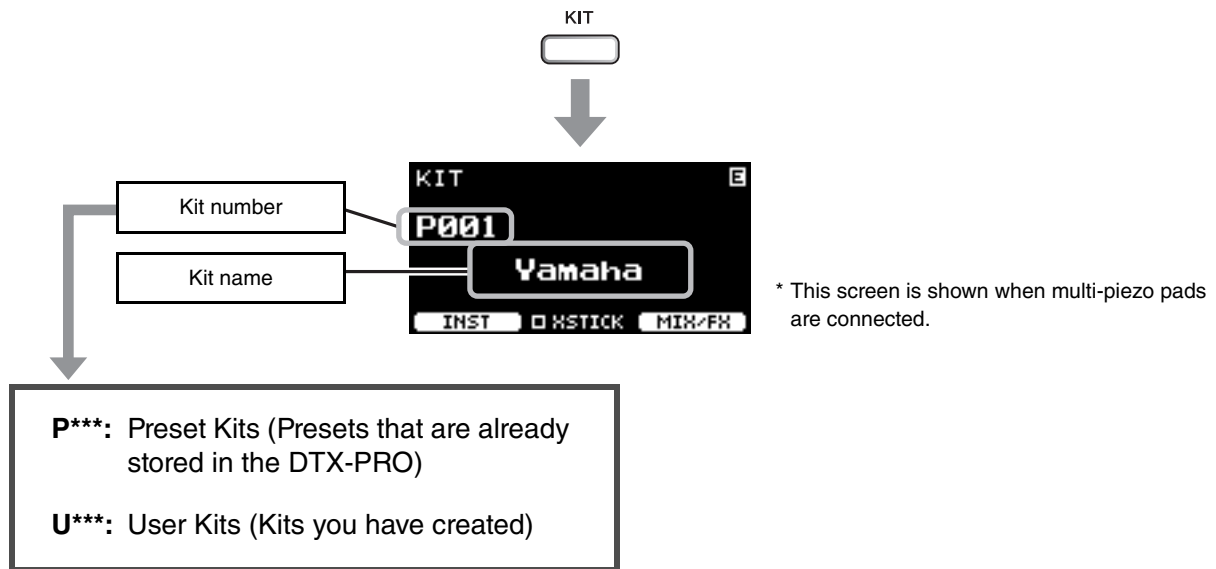 KIT
KIT E
Kit number
P001
Kit name
Yamaha
INST XSTICK MIX/FX
* This screen is shown when multi-piezo pads
are connected.
P***: Preset Kits (Presets that are already
stored in the DTX-PRO)
U***: User Kits (Kits you have created)